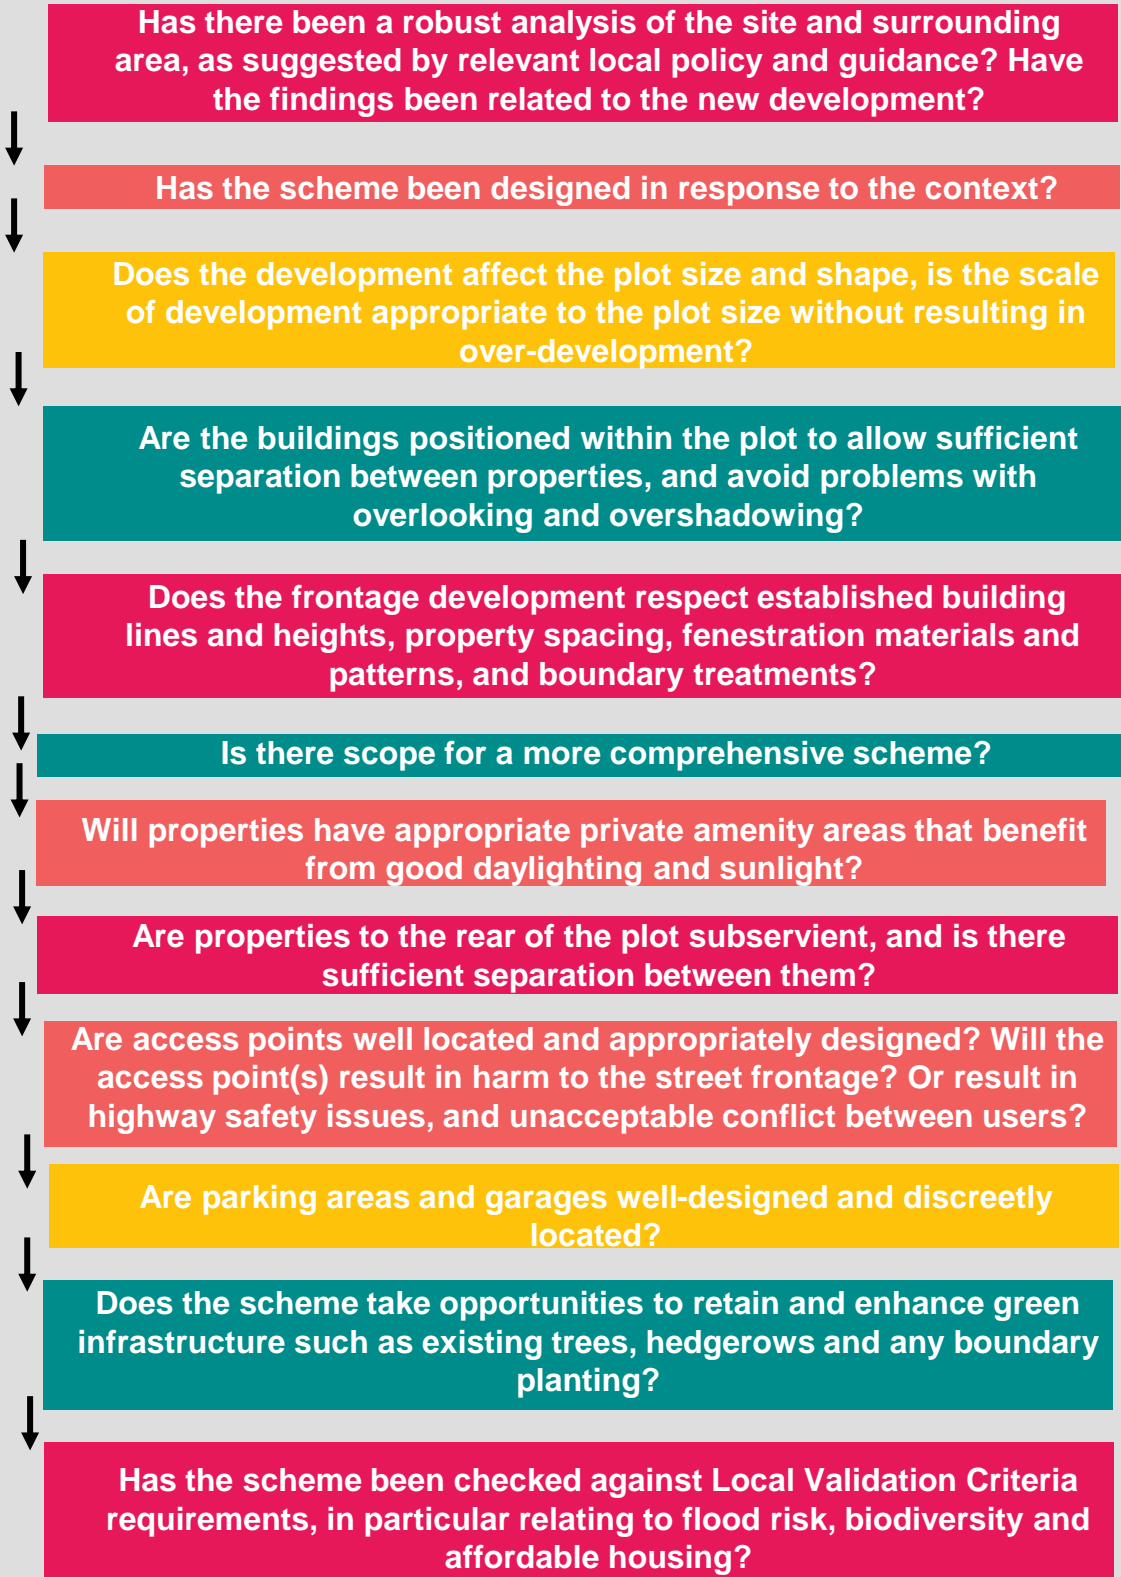 Has there been a robust analysis of the site and surrounding
area, as suggested by relevant local policy and guidance? Have
the findings been related to the new development?
Has the scheme been designed in response to the context?
Does the development affect the plot size and shape, is the scale
of development appropriate to the plot size without resulting in
over-development?
Are the buildings positioned within the plot to allow sufficient
separation between properties, and avoid problems with
overlooking and overshadowing?
Does the frontage development respect established building
lines and heights, property spacing, fenestration materials and
patterns, and boundary treatments?
Is there scope for a more comprehensive scheme?
Will properties have appropriate private amenity areas that benefit
from good daylighting and sunlight?
Are properties to the rear of the plot subservient, and is there
sufficient separation between them?
Are access points well located and appropriately designed? Will the
access point(s) result in harm to the street frontage? Or result in
highway safety issues, and unacceptable conflict between users?
Are parking areas and garages well-designed and discreetly
located?
Does the scheme take opportunities to retain and enhance green
infrastructure such as existing trees, hedgerows and any boundary
planting?
Has the scheme been checked against Local Validation Criteria
requirements, in particular relating to flood risk, biodiversity and
affordable housing?